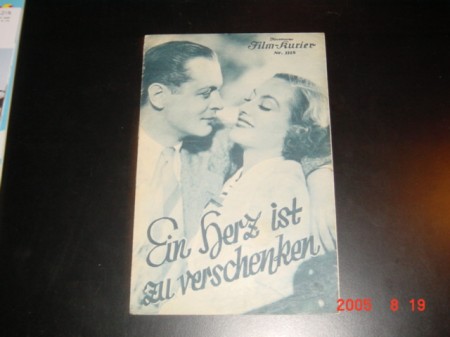 Film-Kurier
Ein Herz ist
zu verschenken
2005 8 19